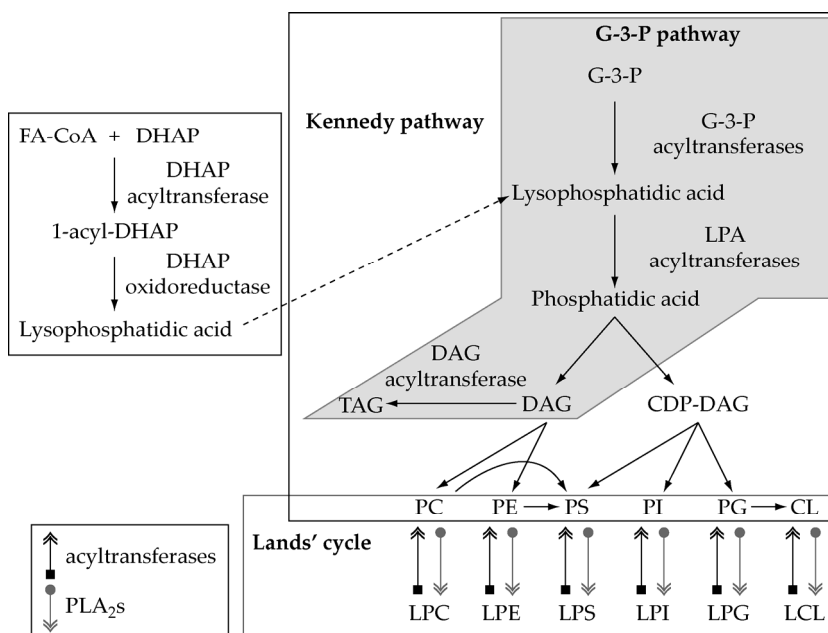 G-3-P pathway
G-3-P
Kennedy pathway
G-3-P
acyltransferases
FA-CoA + DHAP
DHAP
acyltransferase
Lysophosphatidic acid
1-acyl-DHAP
LPA
acyltransferases
DHAP
oxidoreductase
Phosphatidic acid
Lysophosphatidic acid
DAG
acyltransferase
TAG DAG CDP-DAG
PC PE PS PI PG CL
Lands' cycle
acyltransferases
PLA₂s
LPC LPE LPS LPI LPG LCL